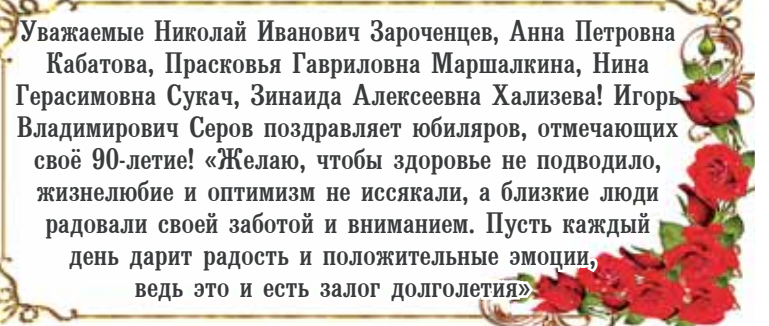 Уважаемые Николай Иванович Зароченцев, Анна Петровна
Кабатова, Прасковья Гавриловна Маршалкина, Нина
Герасимовна Сукач, Зинаида Алексеевна Хализева! Игорь
Владимирович Серов поздравляет юбиляров, отмечающих
своё 90-летие! «Желаю, чтобы здоровье не подводило,
жизнелюбие и оптимизм не иссякали, а близкие люди
радовали своей заботой и вниманием. Пусть каждый
день дарит радость и положительные эмоции,
ведь это и есть залог долголетия»